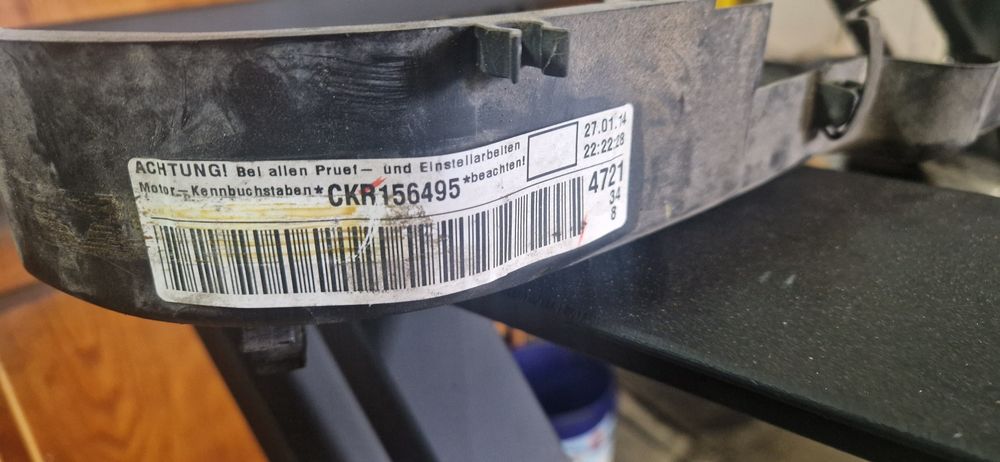 ACHTUNG! Bei allen Pruef- und Einstellarbeiten
Motor-Kennbuchstaben*CKR156495*beachten!
27.01.14
22:22:28
4721
34
8